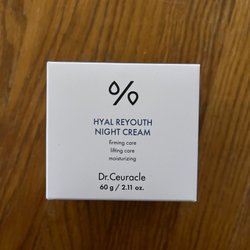 %
HYAL REYOUTH
NIGHT CREAM
firming care
lifting care
moisturizing
Dr.Ceuracle
60 g / 2.11 oz.